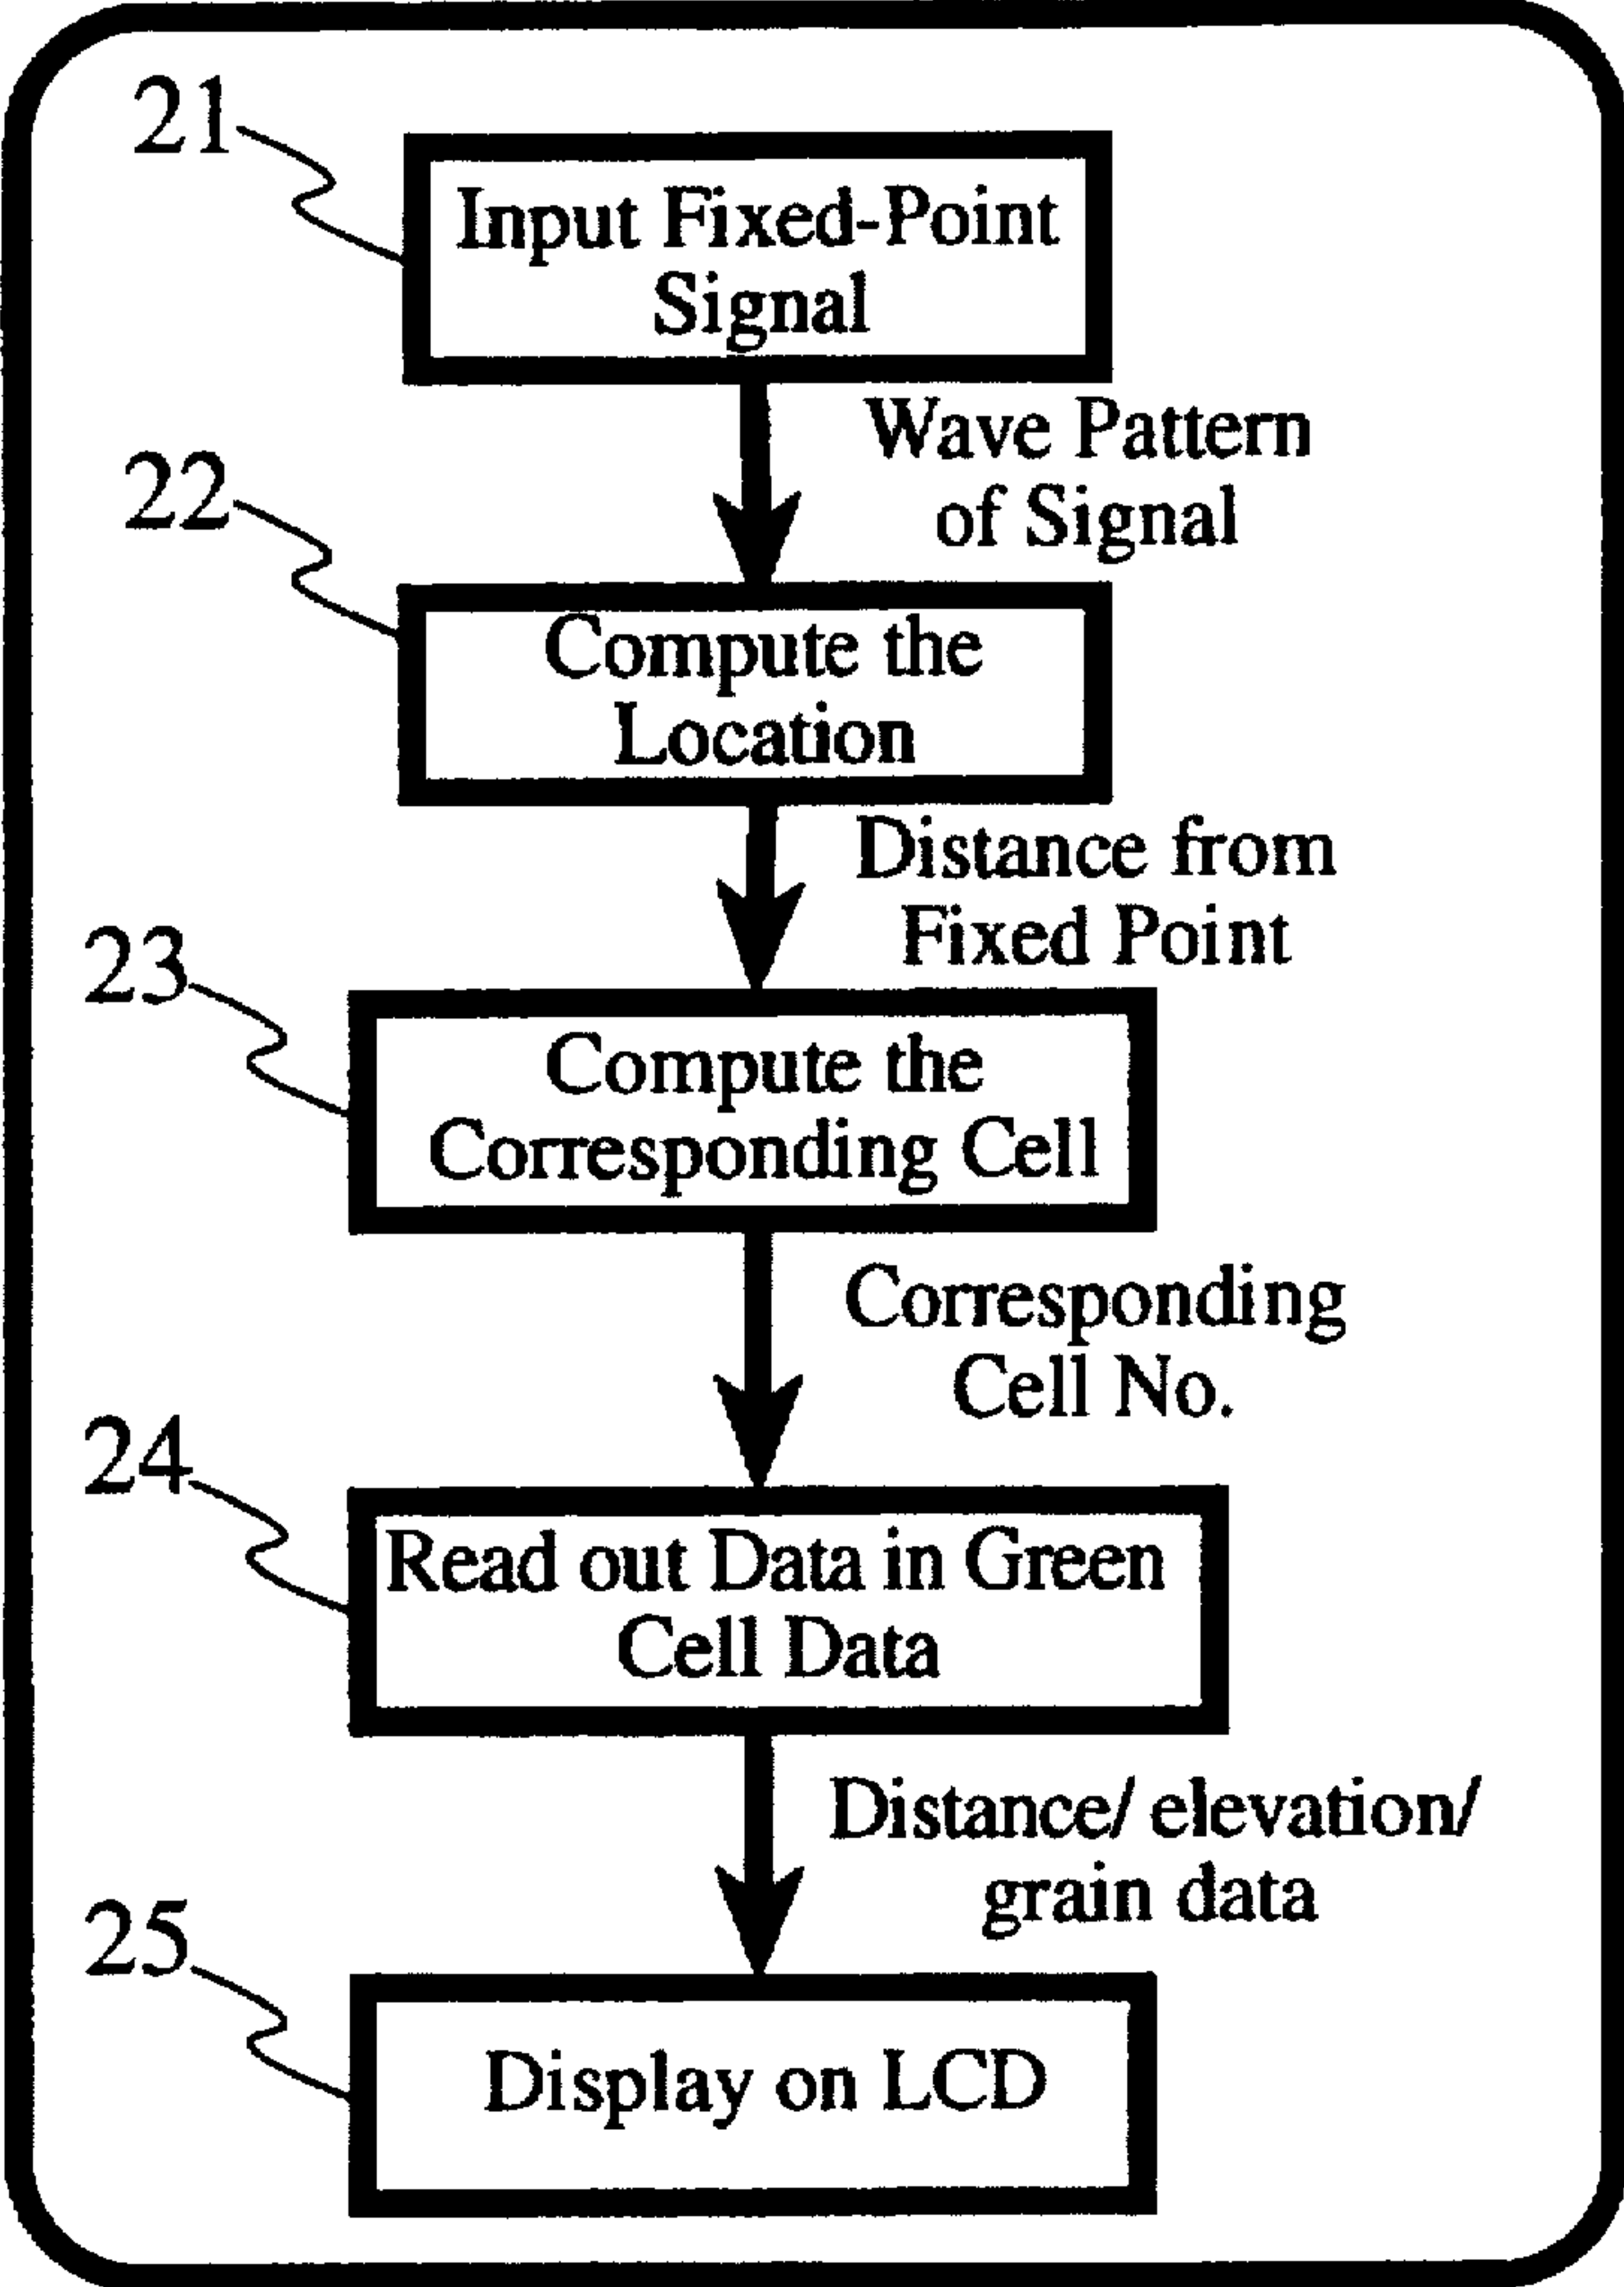 21
Input Fixed-Point
Signal
Wave Pattern
of Signal
22
Compute the
Location
Distance from
Fixed Point
23
Compute the
Corresponding Cell
Corresponding
Cell No.
24
Read out Data in Green
Cell Data
Distance/ elevation/
grain data
25
Display on LCD